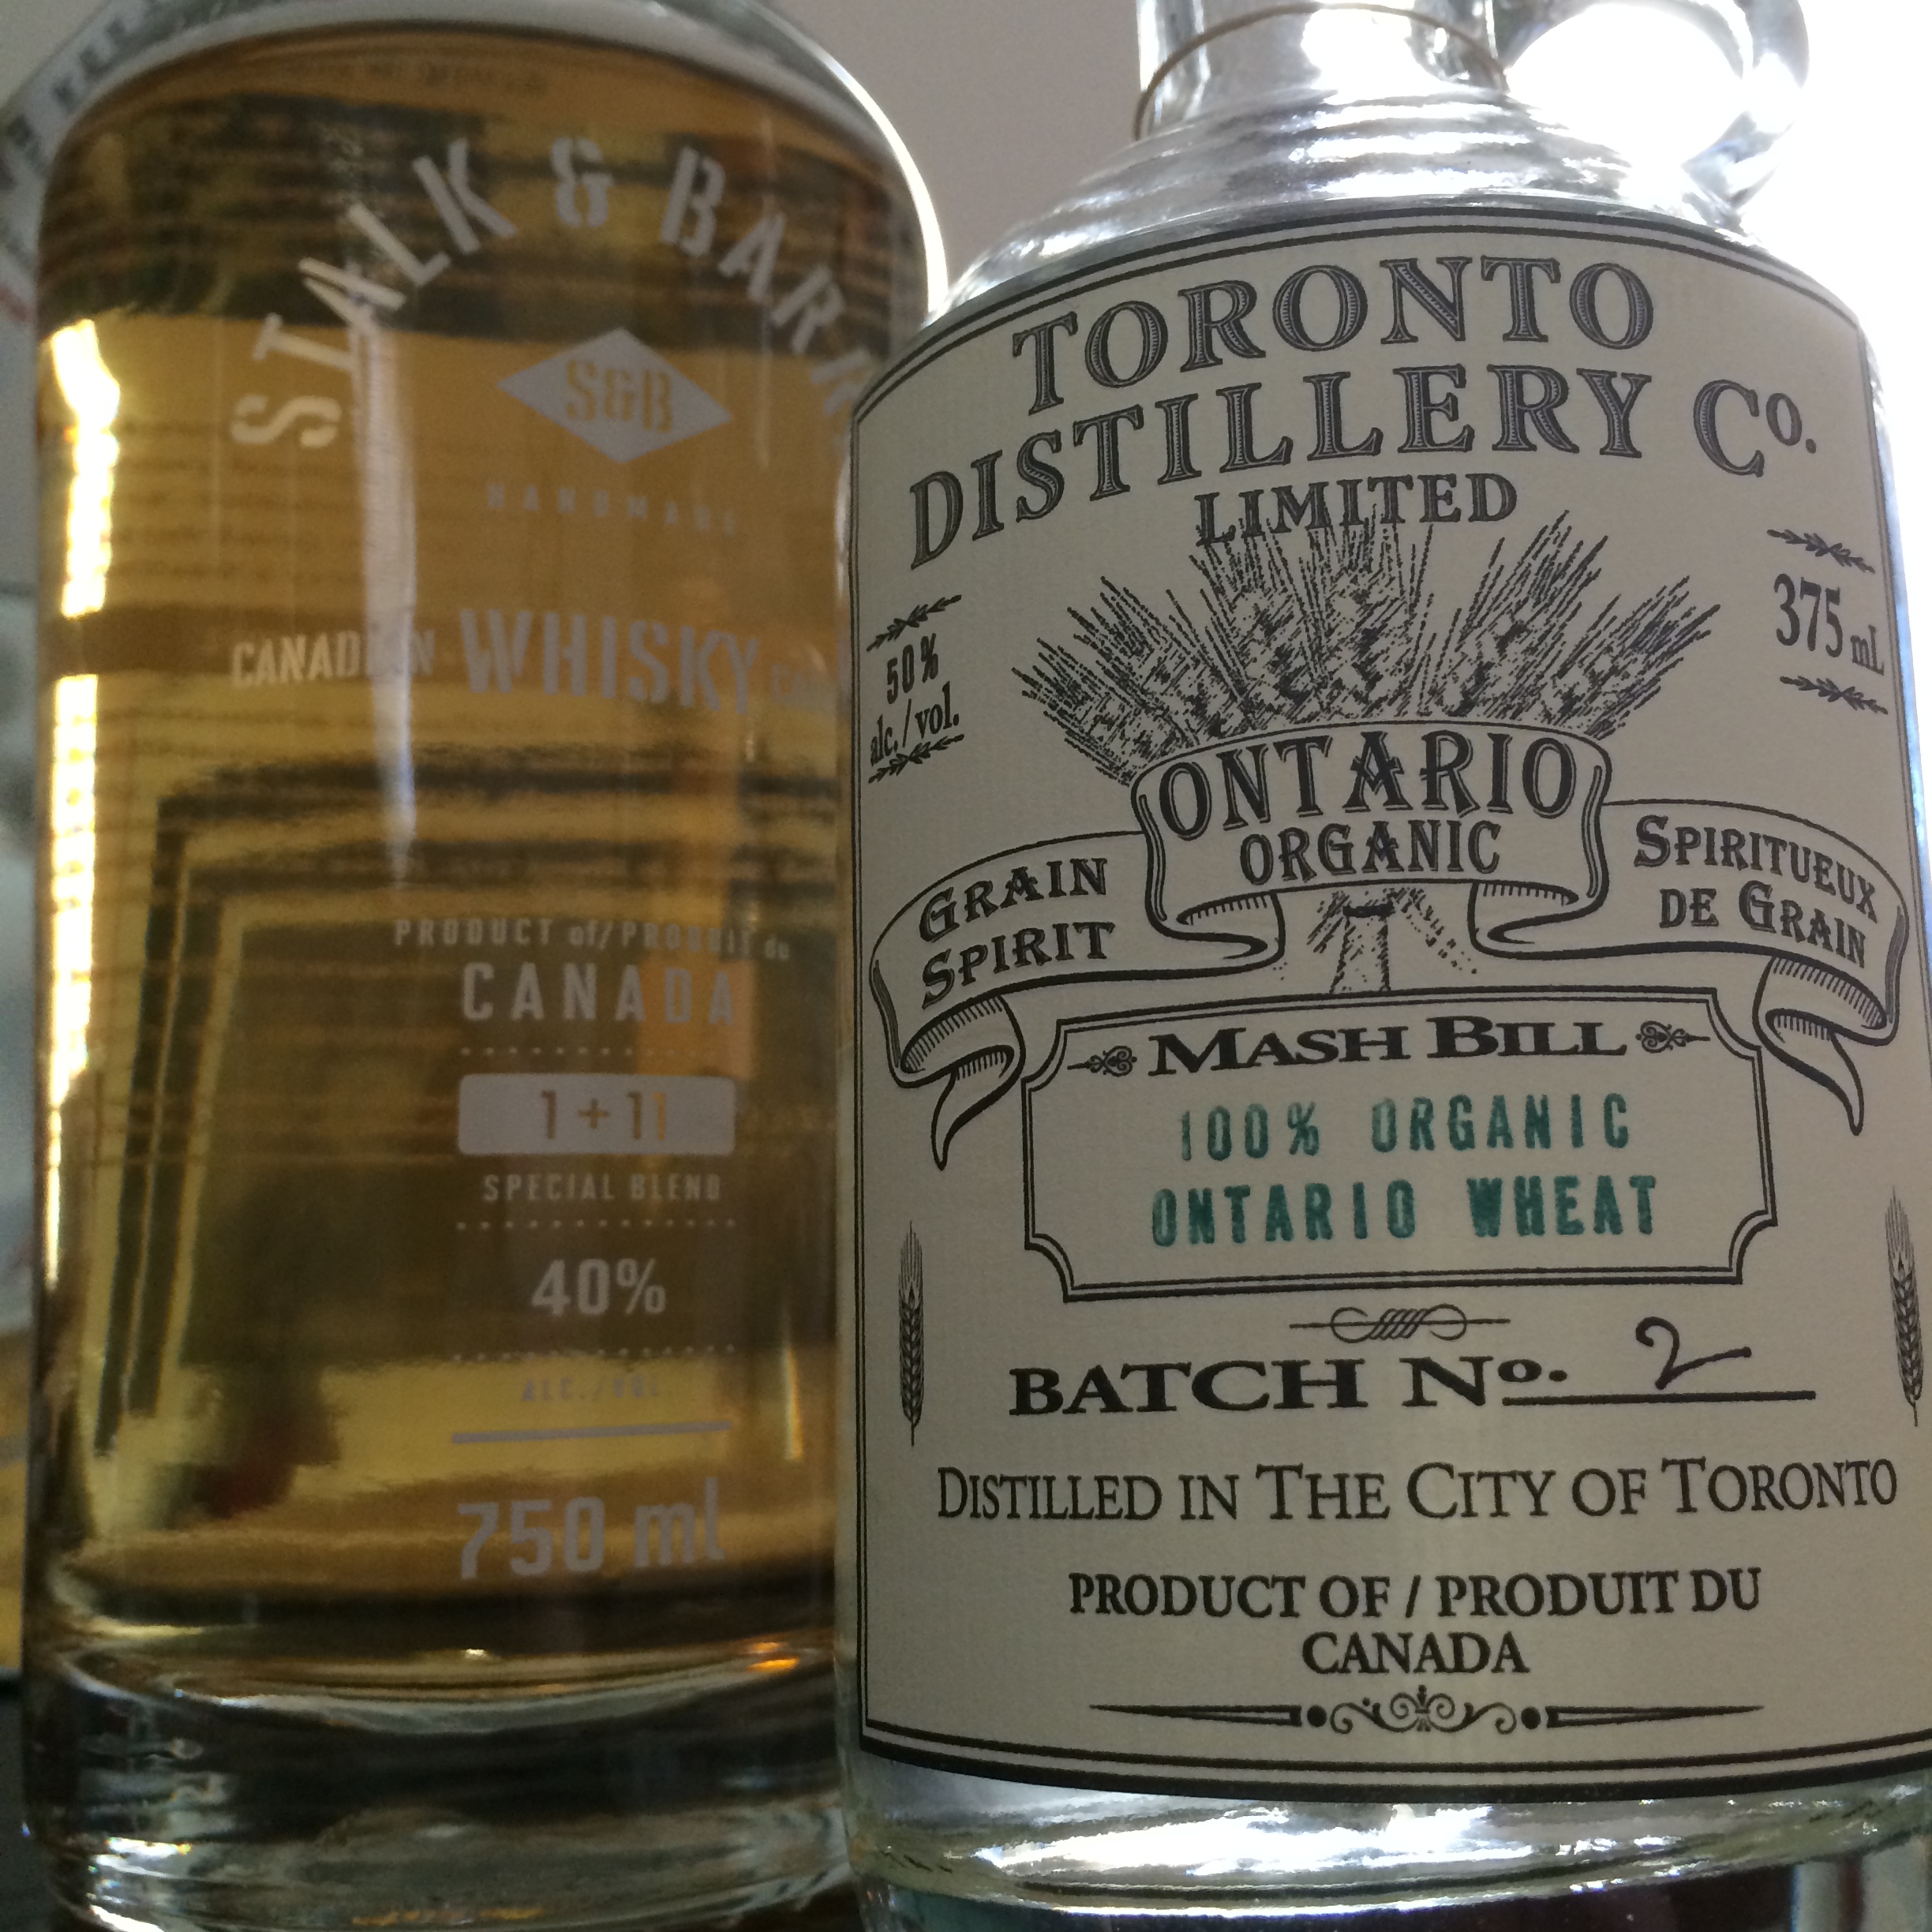 STALK & BARR
S&B
HANDMADE
CANADIAN WHISKY
PRODUCT of/PRODUIT du
CANADA
1+11
SPECIAL BLEND
40%
ALC./VOL.
750 ml
TORONTO
DISTILLERY Co.
LIMITED
50%
alc./vol.
375 mL
ONTARIO
ORGANIC
GRAIN
SPIRIT
SPIRITUEUX
DE GRAIN
MASH BILL
100% ORGANIC
ONTARIO WHEAT
BATCH No. 2
DISTILLED IN THE CITY OF TORONTO
PRODUCT OF / PRODUIT DU
CANADA